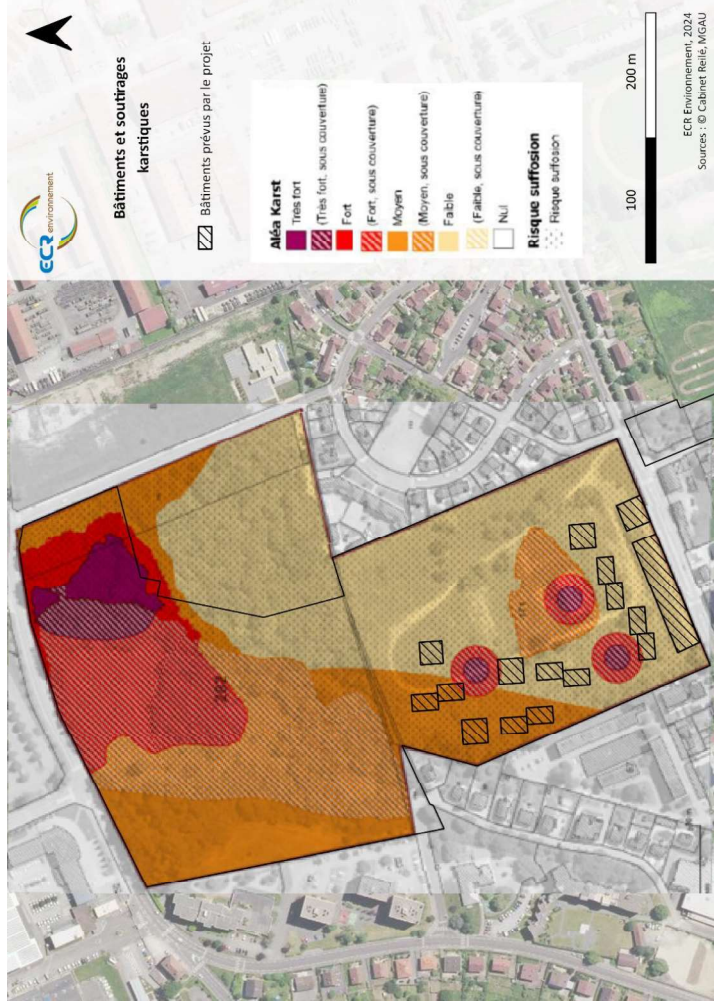 ECR environnement
Bâtiments et soutirages
karstiques
Bâtiments prévus par le projet
Aléa Karst
Très fort
(Très fort, sous couverture)
Fort
(Fort, sous couverture)
Moyen
(Moyen, sous couverture)
Faible
(Faible, sous couverture)
Nul
Risque suffosion
Risque suffosion
100
200 m
ECR Environnement, 2024
Sources : © Cabinet Reilé, MGAU
202